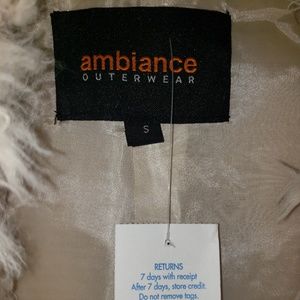 ambiance
OUTERWEAR
S
RETURNS
7 days with receipt
After 7 days, store credit.
Do not remove tags.